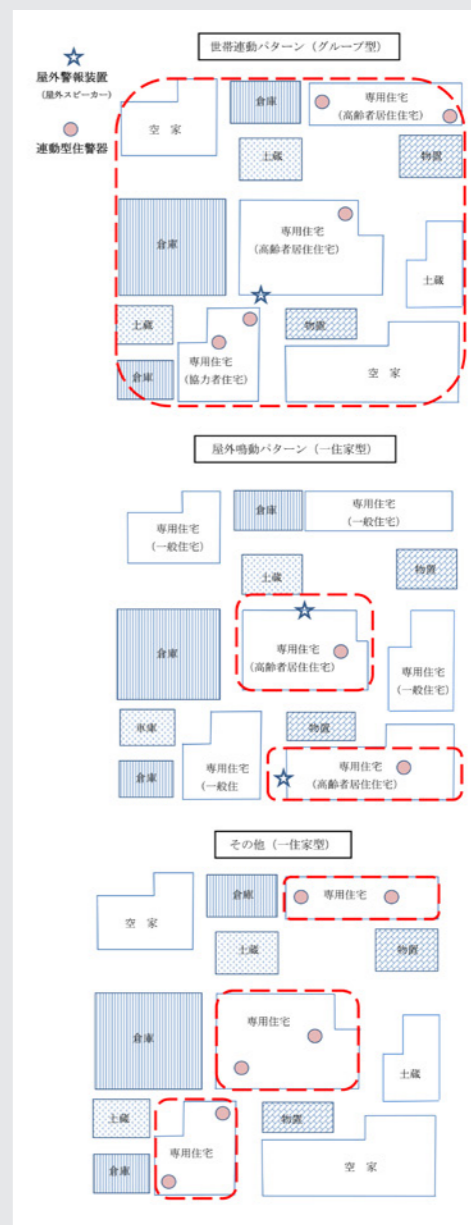 世帯連動パターン（グループ型）
屋外警報装置
（屋外スピーカー）
連動型住警器
空　家
倉庫
専用住宅
（高齢者居住住宅）
土蔵
物置
倉庫
専用住宅
（高齢者居住住宅）
土蔵
土蔵
専用住宅
（協力者住宅）
物置
倉庫
空　家
屋外鳴動パターン（一住家型）
専用住宅
（一般住宅）
倉庫
専用住宅
（一般住宅）
土蔵
物置
倉庫
専用住宅
（高齢者居住住宅）
専用住宅
（一般住宅）
車庫
物置
倉庫
専用住宅
（一般住
専用住宅
（高齢者居住住宅）
その他（一住家型）
空　家
倉庫
専用住宅
土蔵
物置
倉庫
専用住宅
土蔵
土蔵
物置
倉庫
専用住宅
空　家